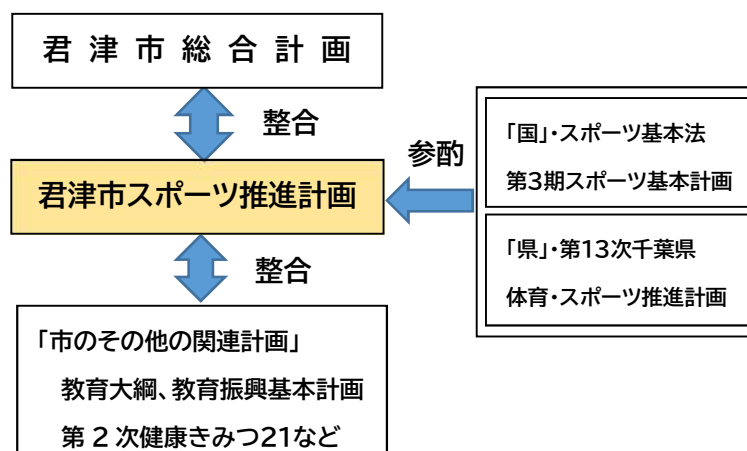 君津市総合計画
整合
参酌
「国」・スポーツ基本法
第3期スポーツ基本計画
君津市スポーツ推進計画
「県」・第13次千葉県
体育・スポーツ推進計画
整合
「市のその他の関連計画」
教育大綱、教育振興基本計画
第2次健康きみつ21など